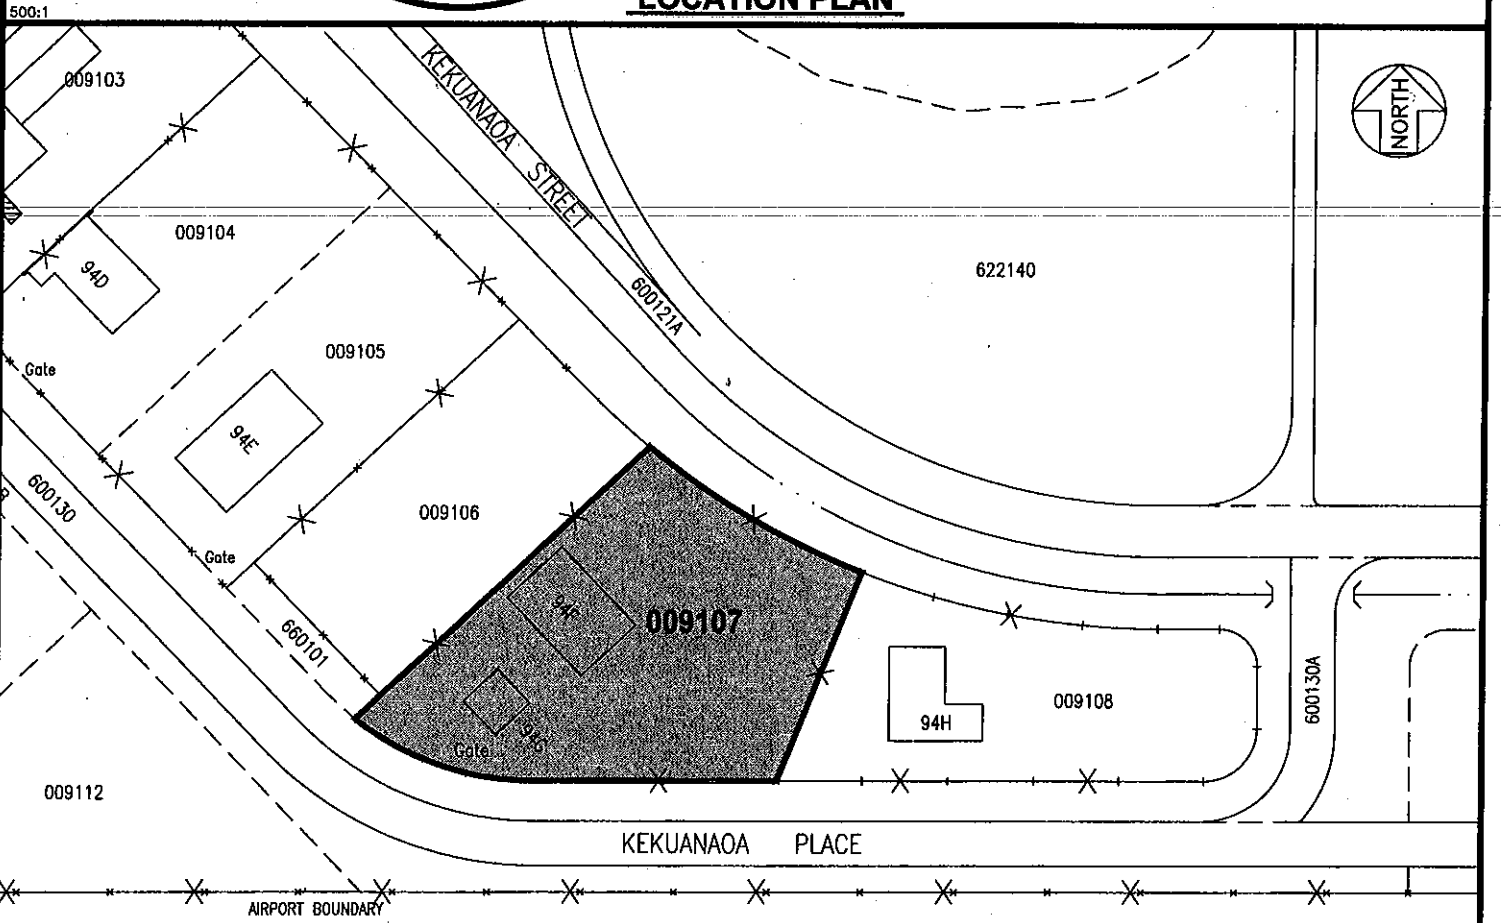 500:1
LOCATION PLAN
KEKUANAOA STREET
009103
NORTH
009104
622140
94D
600121A
009105
Gate
94E
600130
009106
Gate
94F
009107
660101
600130A
009108
94H
94G
Gate
009112
KEKUANAOA PLACE
AIRPORT BOUNDARY